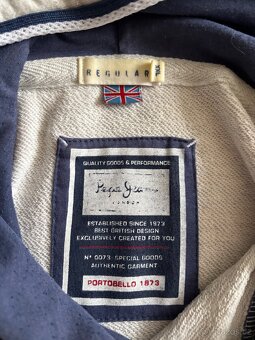 REGULAR
QUALITY GOODS & PERFORMANCE
Pepe Jeans
LONDON
ESTABLISHED SINCE 1973
BEST BRITISH DESIGN
EXCLUSIVELY CREATED FOR YOU
Nº 0073 SPECIAL GOODS
AUTHENTIC GARMENT
PORTOBELLO 1873